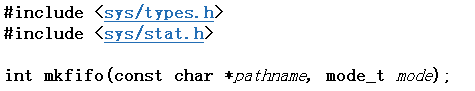 #include <sys/types.h>
#include <sys/stat.h>
int mkfifo(const char *pathname, mode_t mode);